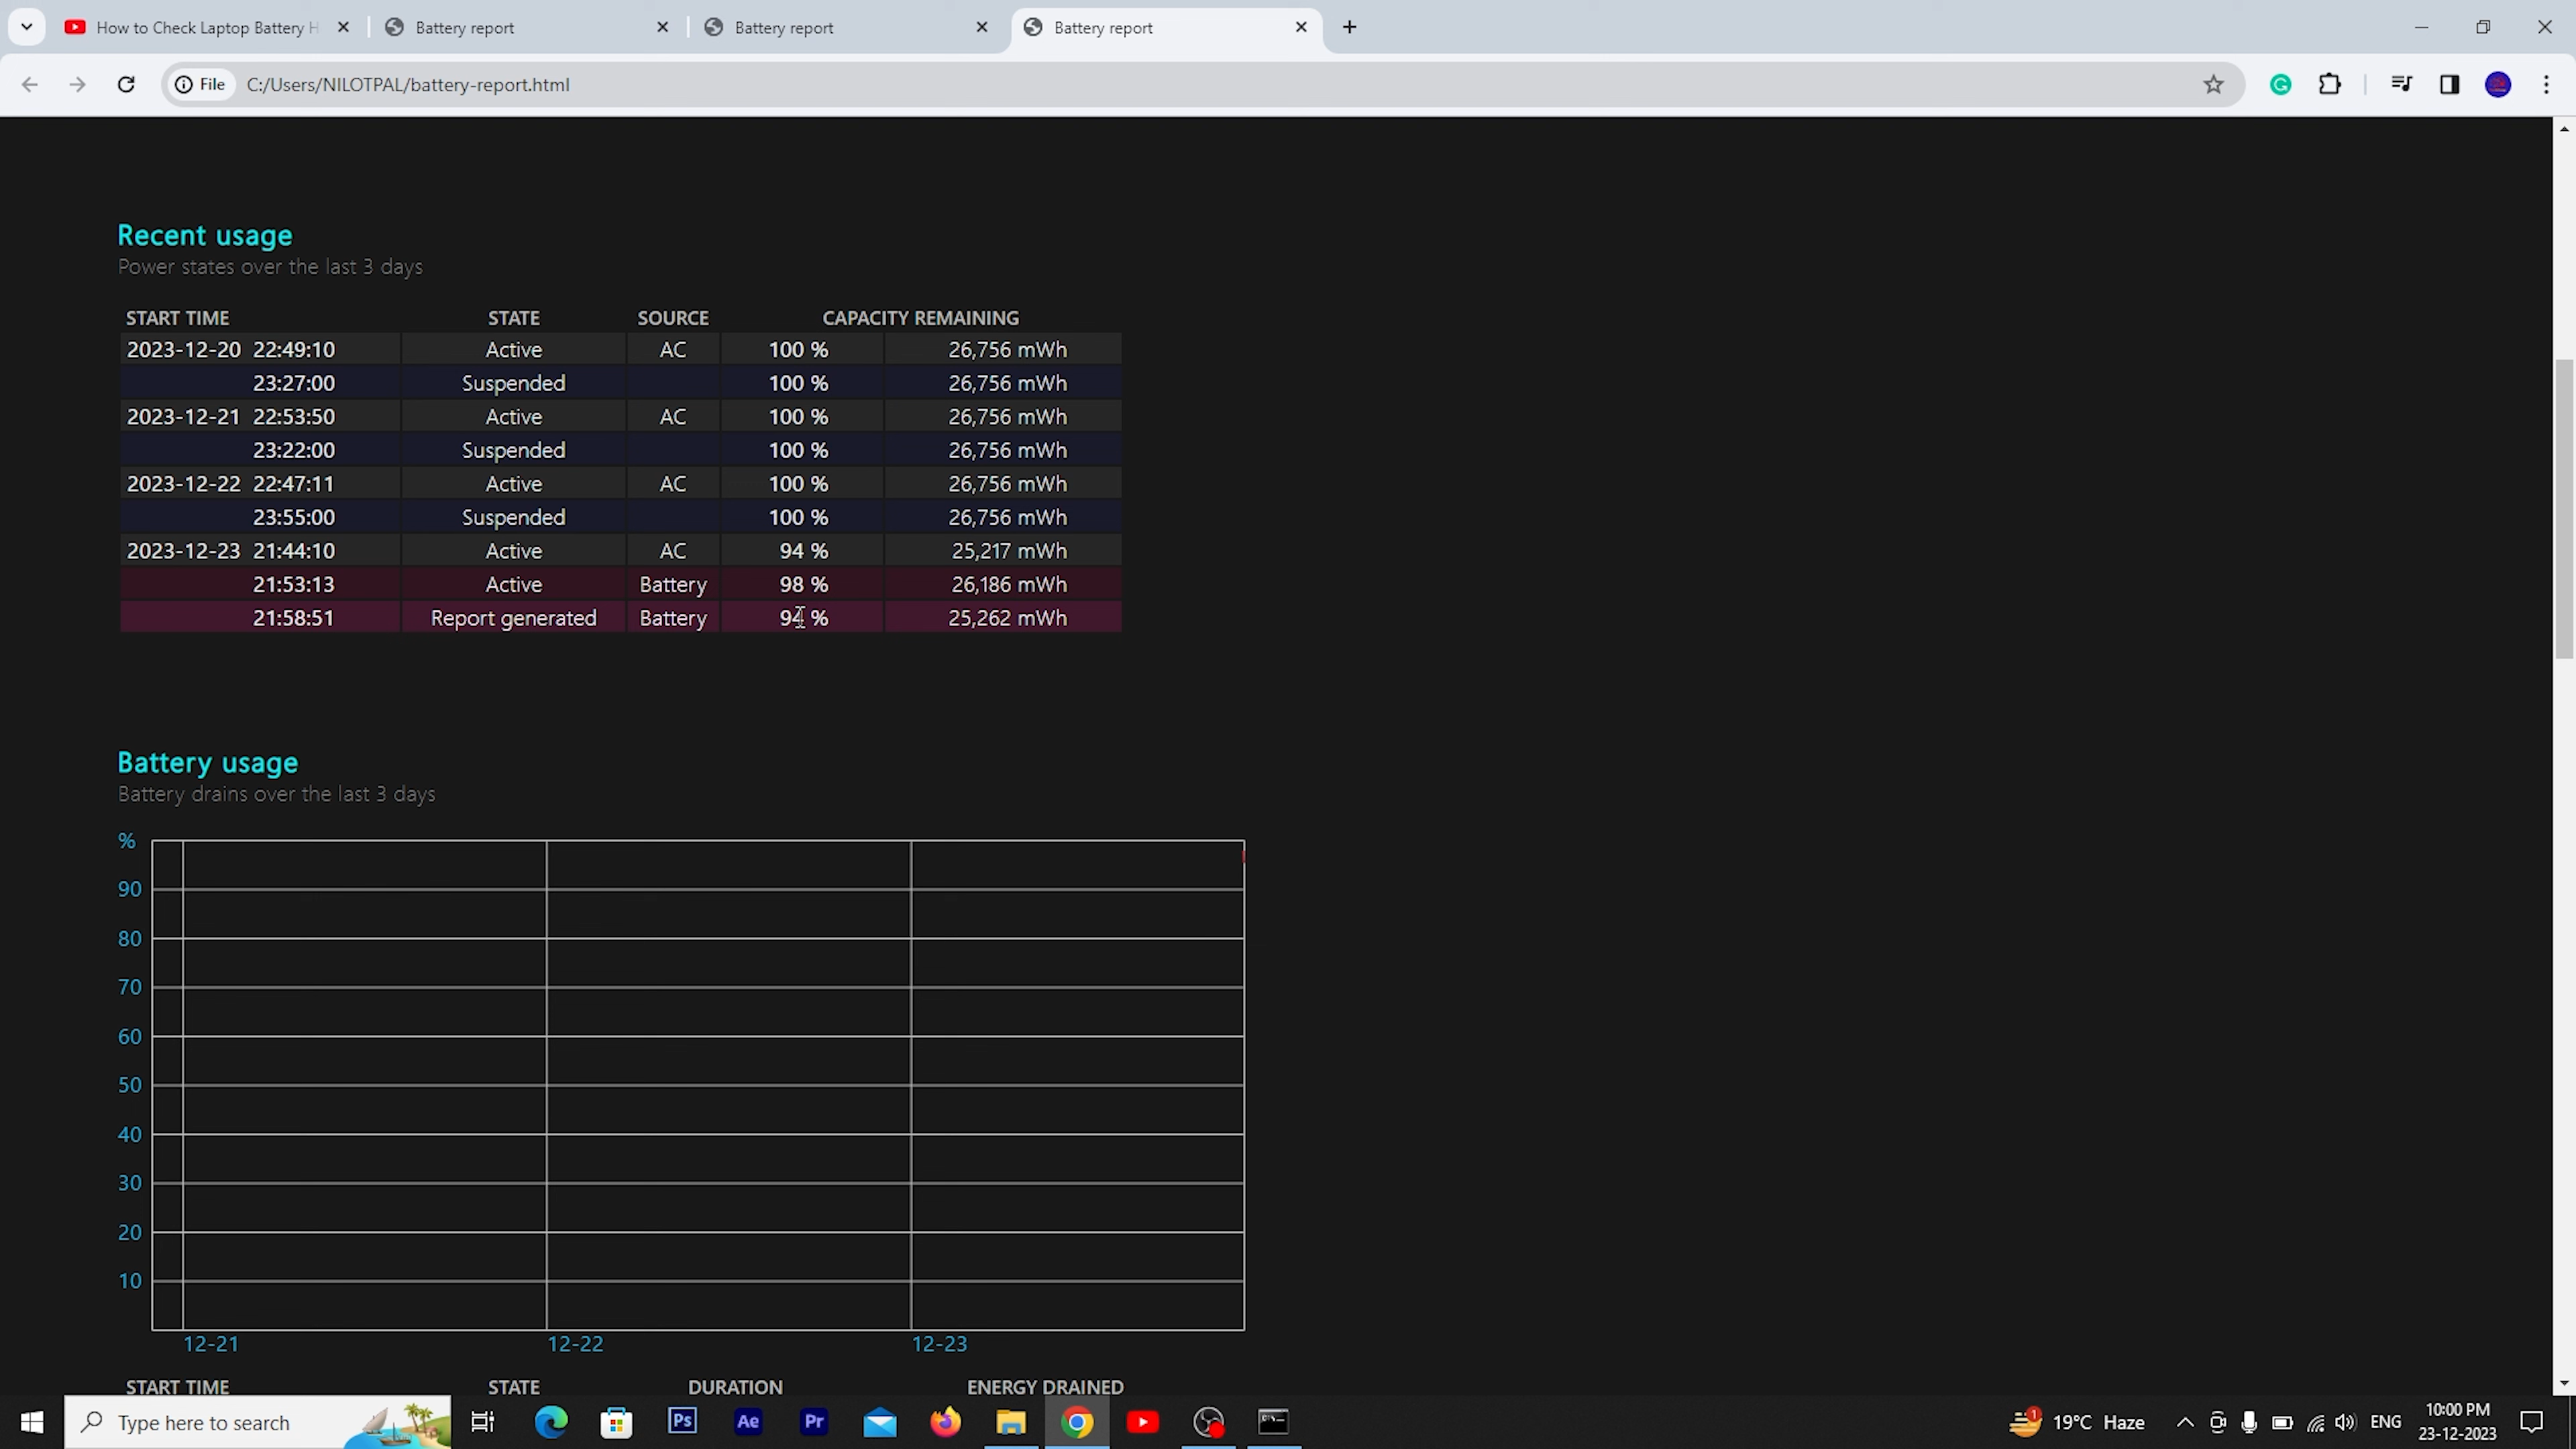 How to Check Laptop Battery H
Battery report
Battery report
Battery report
File C:/Users/NILOTPAL/battery-report.html
Recent usage
Power states over the last 3 days
START TIME STATE SOURCE CAPACITY REMAINING
2023-12-20 22:49:10 Active AC 100 % 26,756 mWh
23:27:00 Suspended 100 % 26,756 mWh
2023-12-21 22:53:50 Active AC 100 % 26,756 mWh
23:22:00 Suspended 100 % 26,756 mWh
2023-12-22 22:47:11 Active AC 100 % 26,756 mWh
23:55:00 Suspended 100 % 26,756 mWh
2023-12-23 21:44:10 Active AC 94 % 25,217 mWh
21:53:13 Active Battery 98 % 26,186 mWh
21:58:51 Report generated Battery 94 % 25,262 mWh
Battery usage
Battery drains over the last 3 days
%
90
80
70
60
50
40
30
20
10
12-21 12-22 12-23
START TIME STATE DURATION ENERGY DRAINED
Type here to search
Ps
Ae
Pr
1
19°C Haze
ENG
10:00 PM
23-12-2023